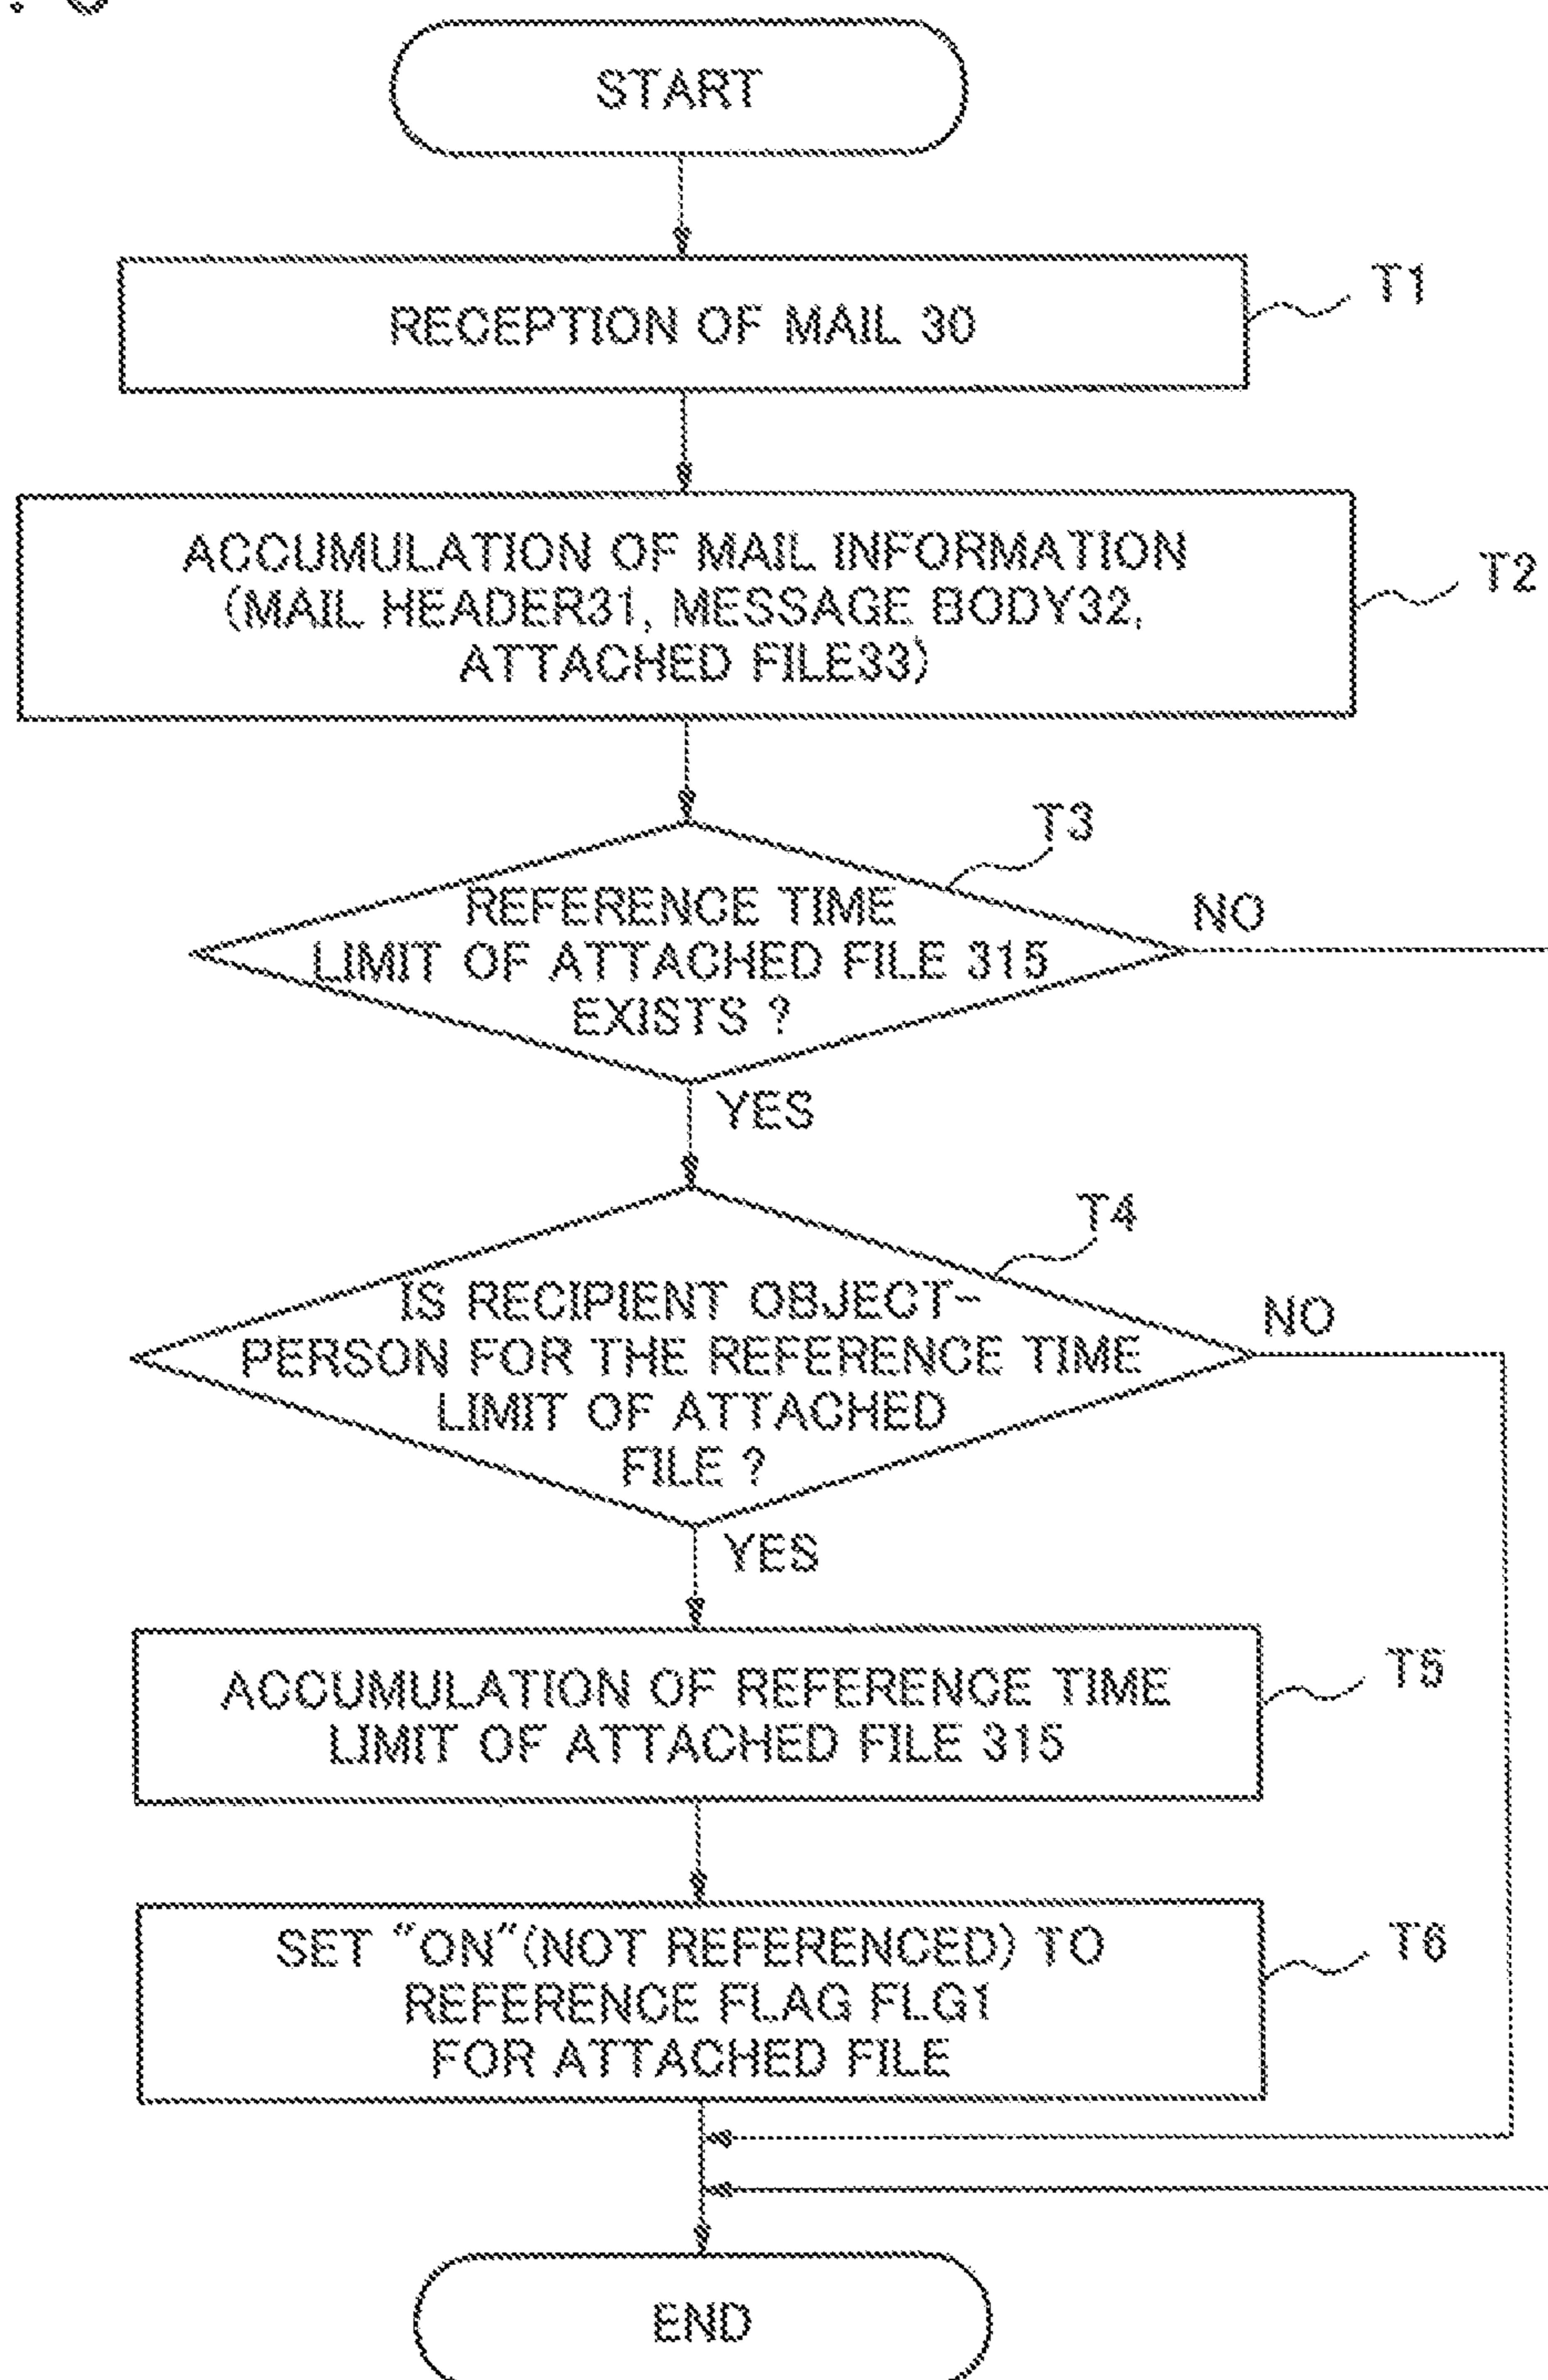 START
RECEPTION OF MAIL 30
T1
ACCUMULATION OF MAIL INFORMATION
(MAIL HEADER31, MESSAGE BODY32,
ATTACHED FILE33)
T2
T3
REFERENCE TIME
LIMIT OF ATTACHED FILE 315
EXISTS ?
NO
YES
T4
IS RECIPIENT OBJECT-
PERSON FOR THE REFERENCE TIME
LIMIT OF ATTACHED
FILE ?
NO
YES
ACCUMULATION OF REFERENCE TIME
LIMIT OF ATTACHED FILE 315
T5
SET "ON"(NOT REFERENCED) TO
REFERENCE FLAG FLG1
FOR ATTACHED FILE
T6
END